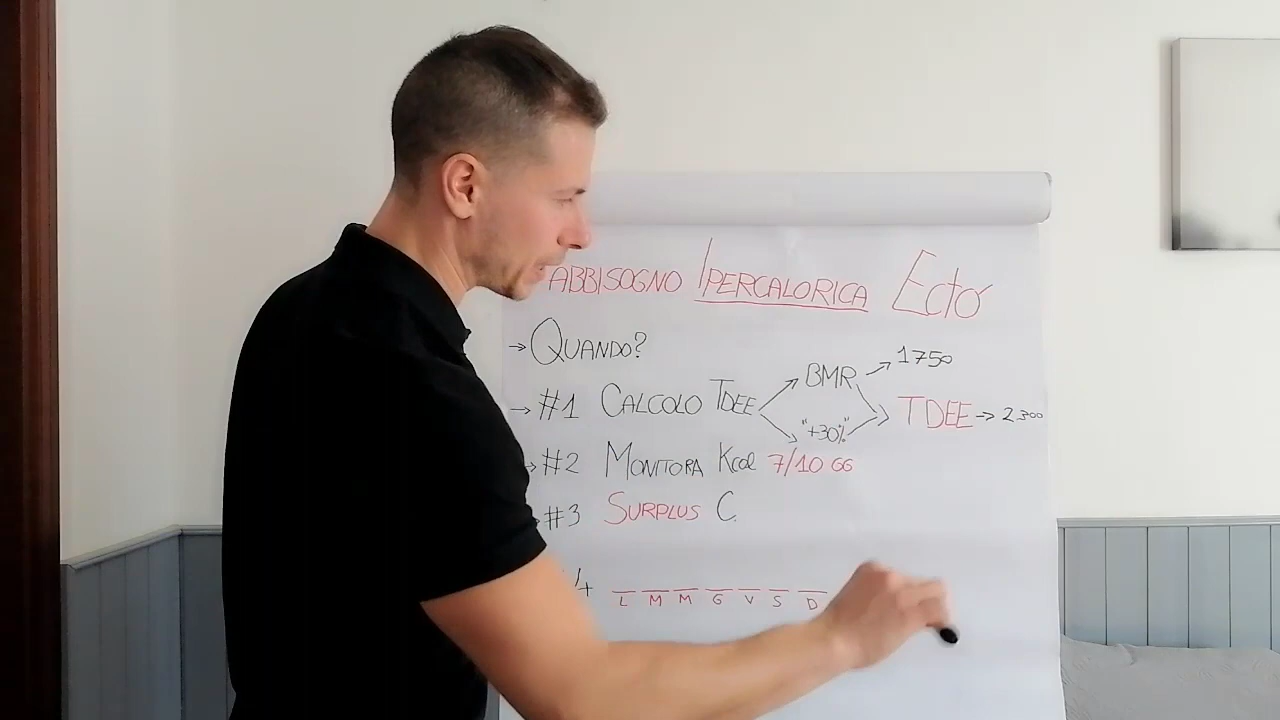 ABBISOGNO IPERCALORICA Ecto
→ QUANDO?
BMR → 1750
→ #1 CALCOLO TDEE "+30%" TDEE → 2300
→ #2 MONITORA Kcal 7/10 GG
#3 SURPLUS C.
4
L M M G V S D